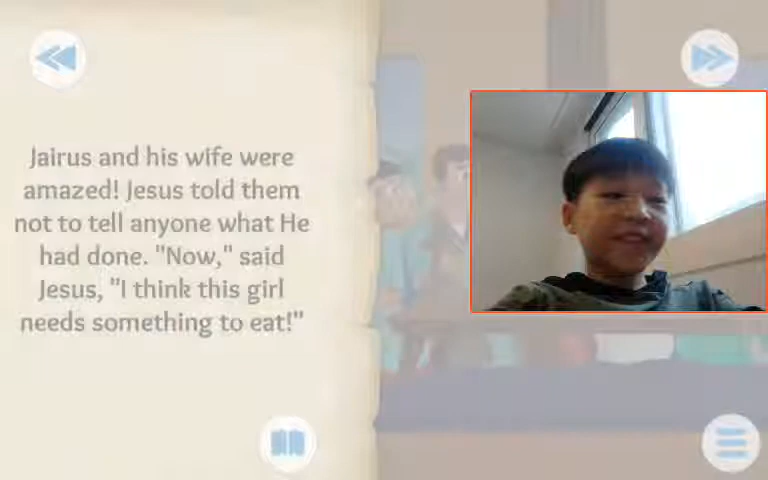 Jairus and his wife were
amazed! Jesus told them
not to tell anyone what He
had done. "Now," said
Jesus, "I think this girl
needs something to eat!"